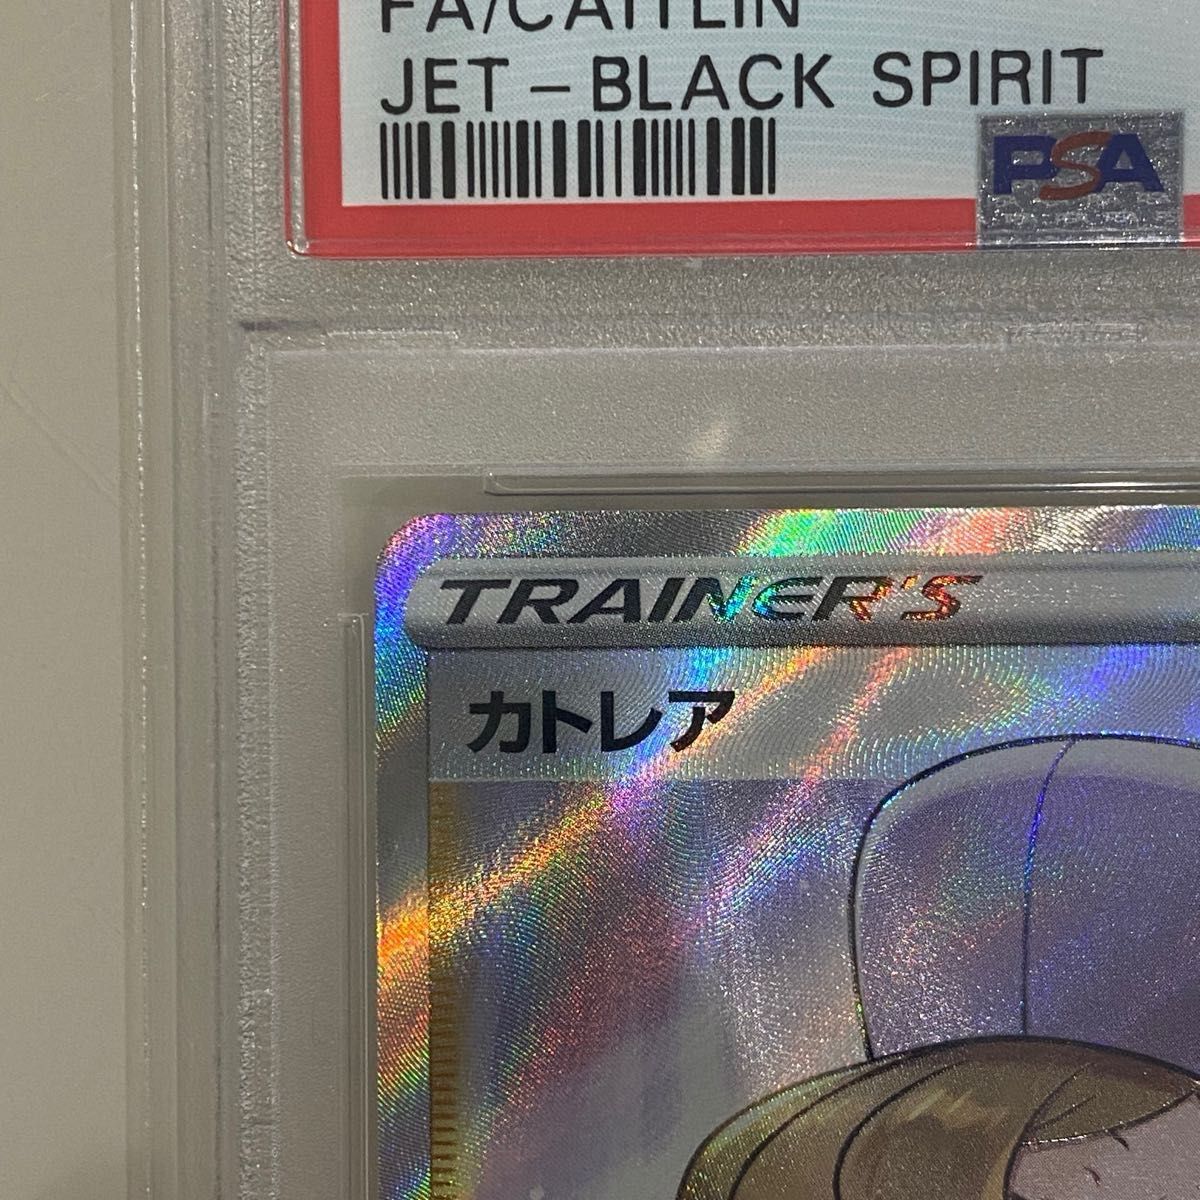 FA/CAITLIN
JET-BLACK SPIRIT
PSA
TRAINER'S
カトレア